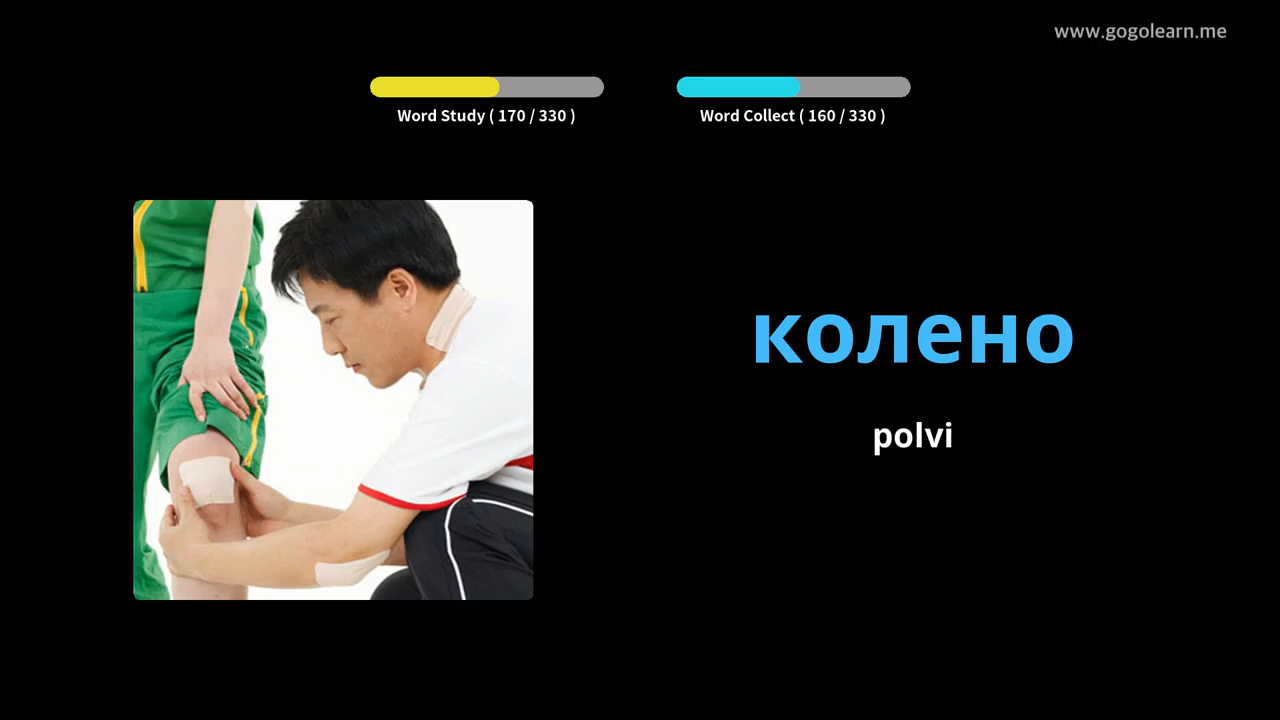 www.gogolearn.me
Word Study ( 170 / 330 )
Word Collect ( 160 / 330 )
колено
polvi